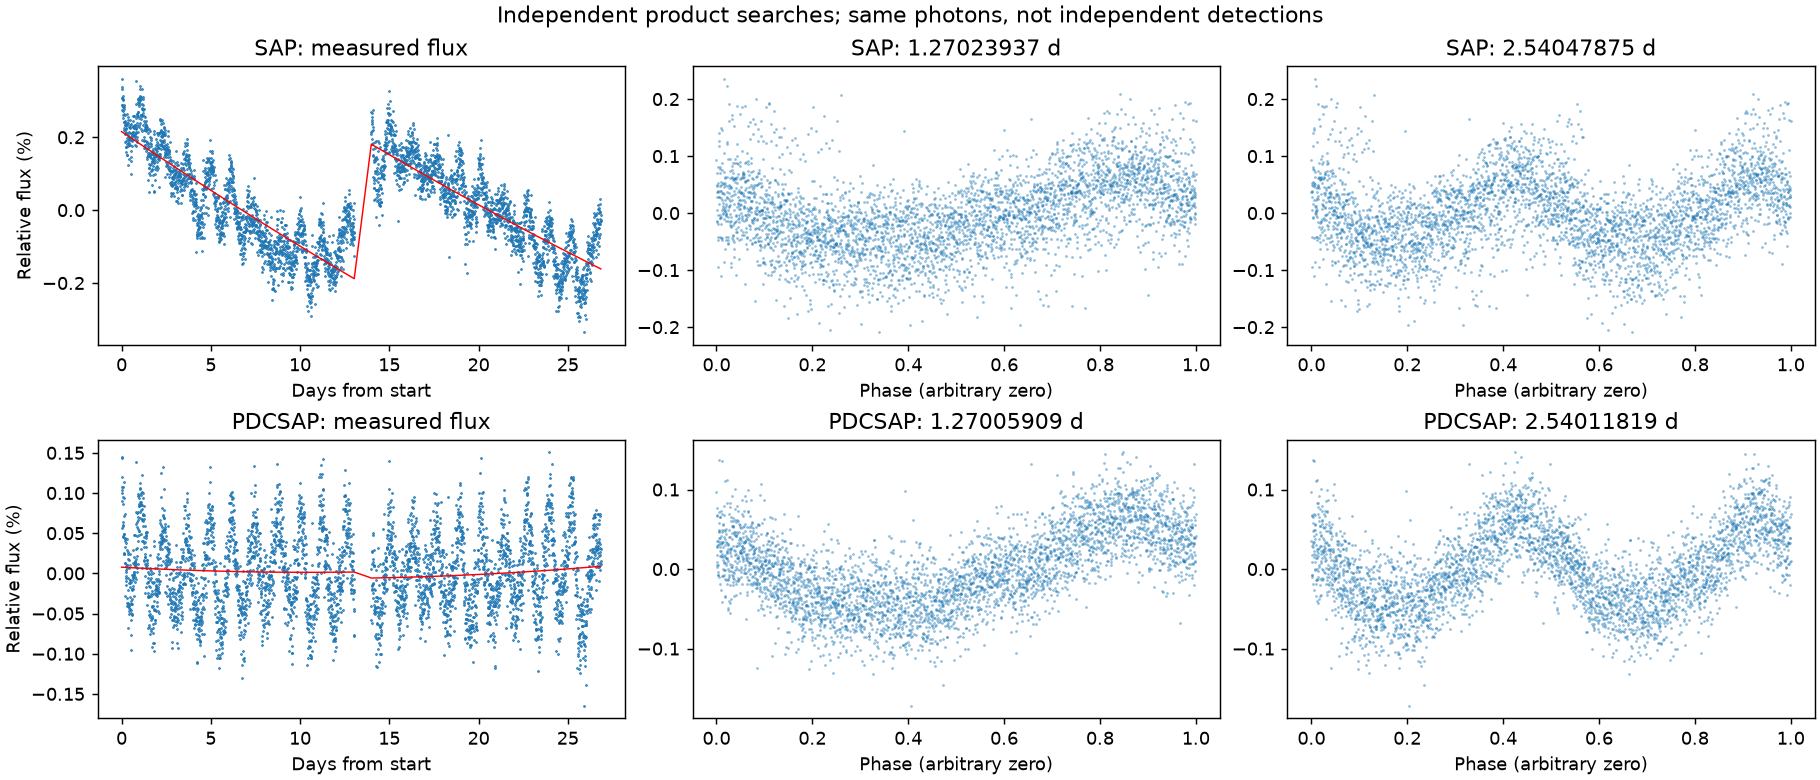 Independent product searches; same photons, not independent detections
SAP: measured flux
SAP: 1.27023937 d
SAP: 2.54047875 d
Relative flux (%)
0.2
0.0
−0.2
0.2
0.1
0.0
−0.1
−0.2
0.2
0.1
0.0
−0.1
−0.2
0 5 10 15 20 25
0.0 0.2 0.4 0.6 0.8 1.0
0.0 0.2 0.4 0.6 0.8 1.0
Days from start
Phase (arbitrary zero)
Phase (arbitrary zero)
PDCSAP: measured flux
PDCSAP: 1.27005909 d
PDCSAP: 2.54011819 d
Relative flux (%)
0.15
0.10
0.05
0.00
−0.05
−0.10
−0.15
0.1
0.0
−0.1
0.1
0.0
−0.1
0 5 10 15 20 25
0.0 0.2 0.4 0.6 0.8 1.0
0.0 0.2 0.4 0.6 0.8 1.0
Days from start
Phase (arbitrary zero)
Phase (arbitrary zero)